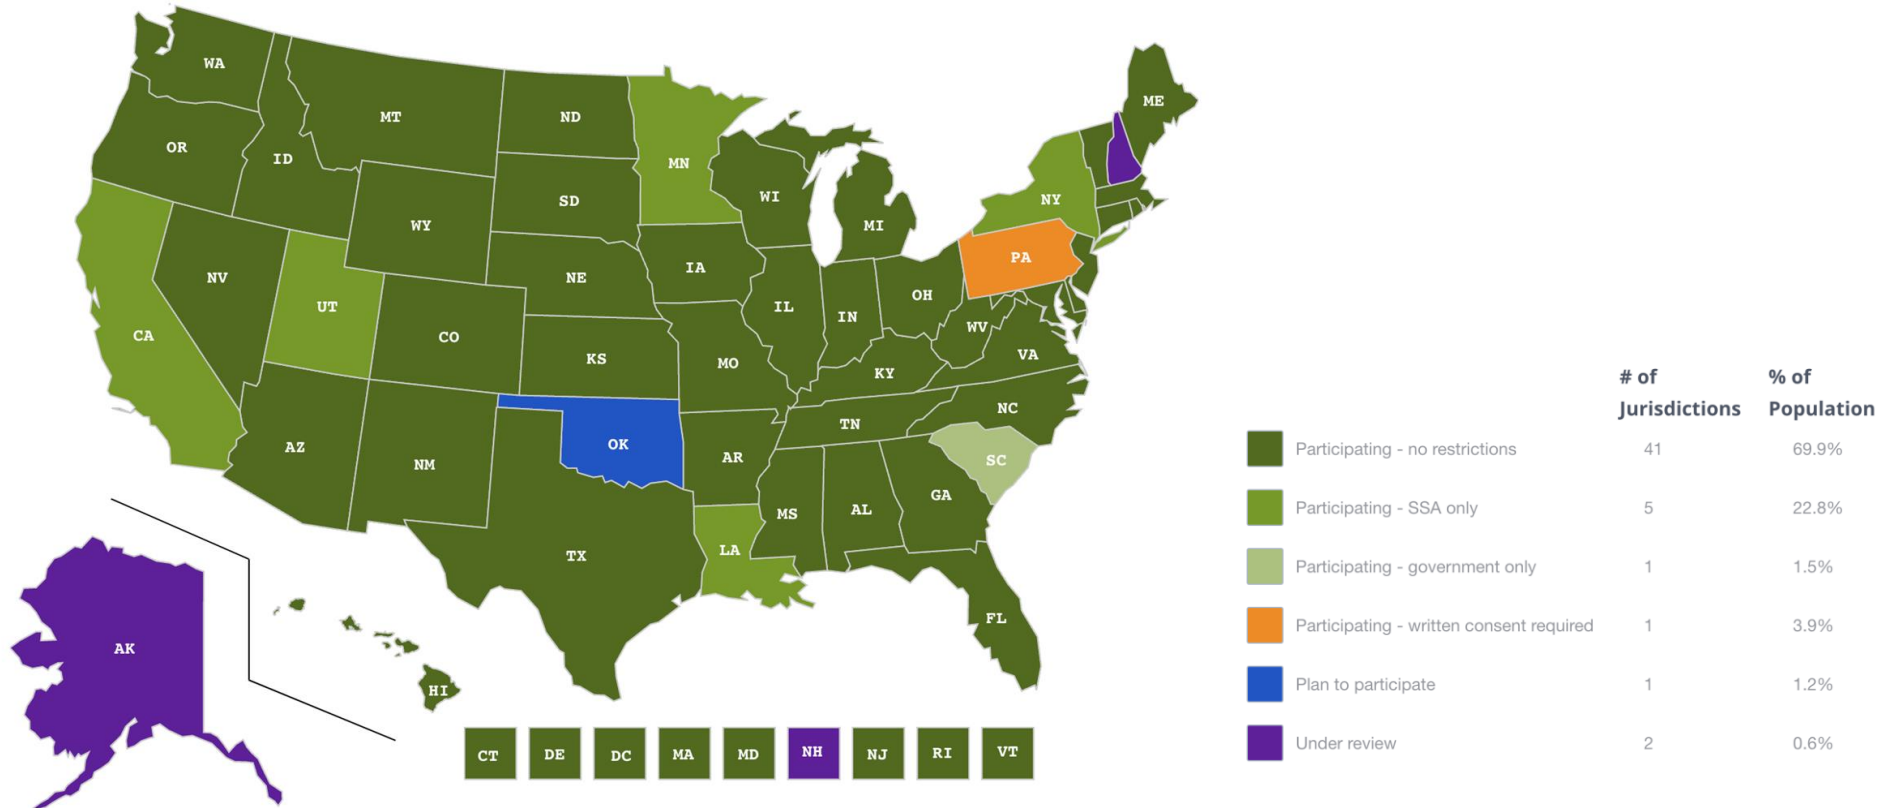 WA
ME
MT
ND
OR
ID
MN
WI
SD
NY
WY
MI
PA
IA
NV
NE
OH
UT
IL
IN
WV
CA
CO
VA
KS
MO
KY
NC
TN
AZ
OK
AR
SC
NM
GA
MS
AL
LA
TX
FL
AK
HI
CT DE DC MA MD NH NJ RI VT
# of Jurisdictions % of Population
Participating - no restrictions 41 69.9%
Participating - SSA only 5 22.8%
Participating - government only 1 1.5%
Participating - written consent required 1 3.9%
Plan to participate 1 1.2%
Under review 2 0.6%